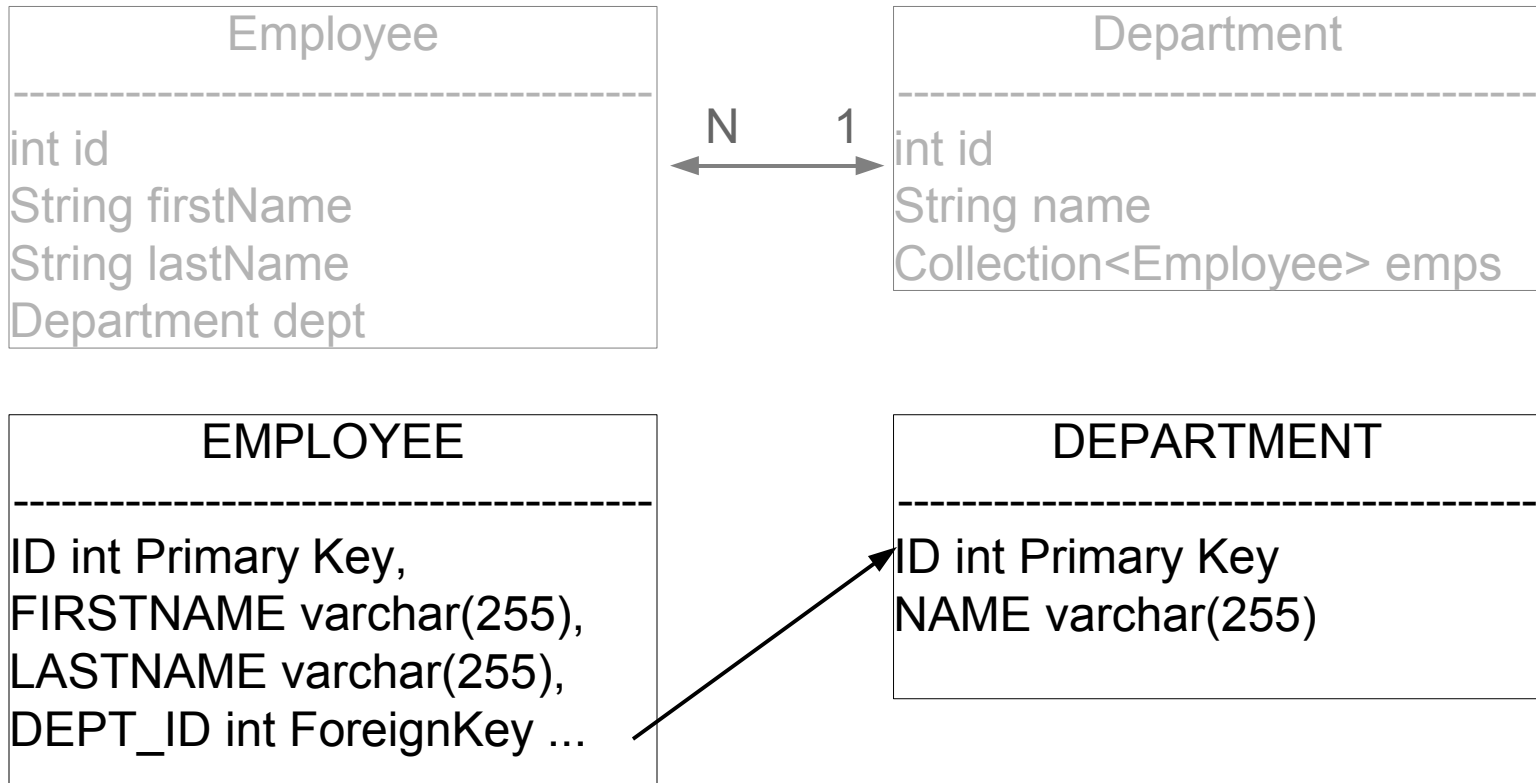 Employee
----------------------------------------
int id
String firstName
String lastName
Department dept
N 1
Department
----------------------------------------
int id
String name
Collection<Employee> emps
EMPLOYEE
----------------------------------------
ID int Primary Key,
FIRSTNAME varchar(255),
LASTNAME varchar(255),
DEPT_ID int ForeignKey ...
DEPARTMENT
----------------------------------------
ID int Primary Key
NAME varchar(255)